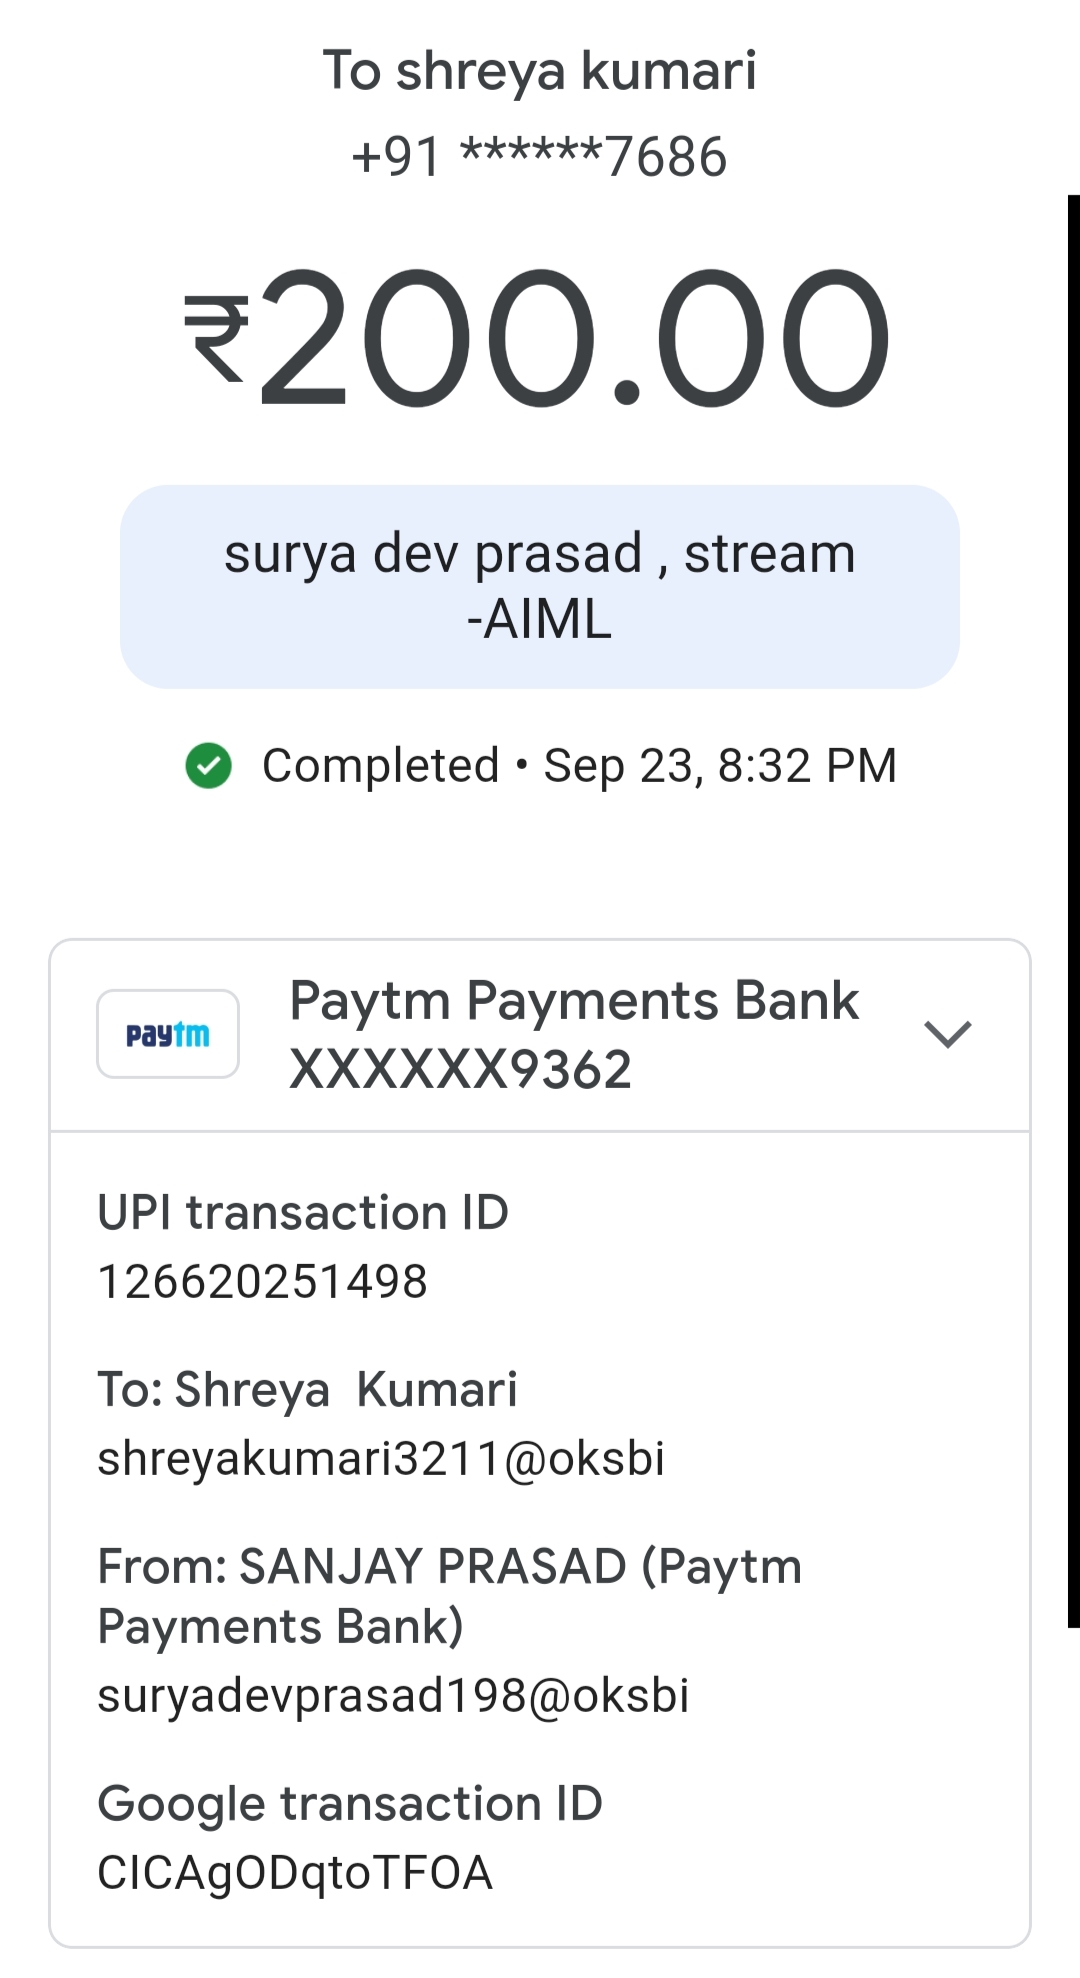 To shreya kumari
+91 ******7686
₹200.00
surya dev prasad , stream
-AIML
Completed • Sep 23, 8:32 PM
paytm
Paytm Payments Bank
XXXXXX9362
UPI transaction ID
126620251498
To: Shreya  Kumari
shreyakumari3211@oksbi
From: SANJAY PRASAD (Paytm
Payments Bank)
suryadevprasad198@oksbi
Google transaction ID
CICAgODqtoTFOA